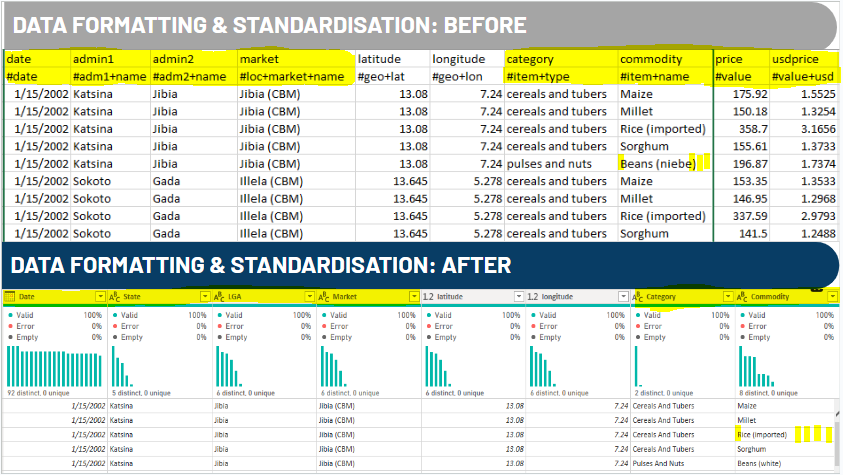 DATA FORMATTING & STANDARDISATION: BEFORE
date admin1 admin2 market latitude longitude category commodity price usdprice
#date #adm1+name #adm2+name #loc+market+name #geo+lat #geo+lon #item+type #item+name #value #value+usd
1/15/2002 Katsina Jibia Jibia (CBM) 13.08 7.24 cereals and tubers Maize 175.92 1.5525
1/15/2002 Katsina Jibia Jibia (CBM) 13.08 7.24 cereals and tubers Millet 150.18 1.3254
1/15/2002 Katsina Jibia Jibia (CBM) 13.08 7.24 cereals and tubers Rice (imported) 358.7 3.1656
1/15/2002 Katsina Jibia Jibia (CBM) 13.08 7.24 cereals and tubers Sorghum 155.61 1.3733
1/15/2002 Katsina Jibia Jibia (CBM) 13.08 7.24 pulses and nuts Beans (niebe) 196.87 1.7374
1/15/2002 Sokoto Gada Illela (CBM) 13.645 5.278 cereals and tubers Maize 153.35 1.3533
1/15/2002 Sokoto Gada Illela (CBM) 13.645 5.278 cereals and tubers Millet 146.95 1.2968
1/15/2002 Sokoto Gada Illela (CBM) 13.645 5.278 cereals and tubers Rice (imported) 337.59 2.9793
1/15/2002 Sokoto Gada Illela (CBM) 13.645 5.278 cereals and tubers Sorghum 141.5 1.2488
DATA FORMATTING & STANDARDISATION: AFTER
Date ABC State ABC LGA ABC Market 1.2 latitude 1.2 longitude ABC Category ABC Commodity
Valid 100% Valid 100% Valid 100% Valid 100% Valid 100% Valid 100% Valid 100% Valid 100%
Error 0% Error 0% Error 0% Error 0% Error 0% Error 0% Error 0% Error 0%
Empty 0% Empty 0% Empty 0% Empty 0% Empty 0% Empty 0% Empty 0% Empty 0%
92 distinct, 0 unique 5 distinct, 0 unique 6 distinct, 0 unique 6 distinct, 0 unique 6 distinct, 0 unique 6 distinct, 0 unique 2 distinct, 0 unique 8 distinct, 0 unique
1/15/2002 Katsina Jibia Jibia (CBM) 13.08 7.24 Cereals And Tubers Maize
1/15/2002 Katsina Jibia Jibia (CBM) 13.08 7.24 Cereals And Tubers Millet
1/15/2002 Katsina Jibia Jibia (CBM) 13.08 7.24 Cereals And Tubers Rice (imported)
1/15/2002 Katsina Jibia Jibia (CBM) 13.08 7.24 Cereals And Tubers Sorghum
1/15/2002 Katsina Jibia Jibia (CBM) 13.08 7.24 Pulses And Nuts Beans (white)